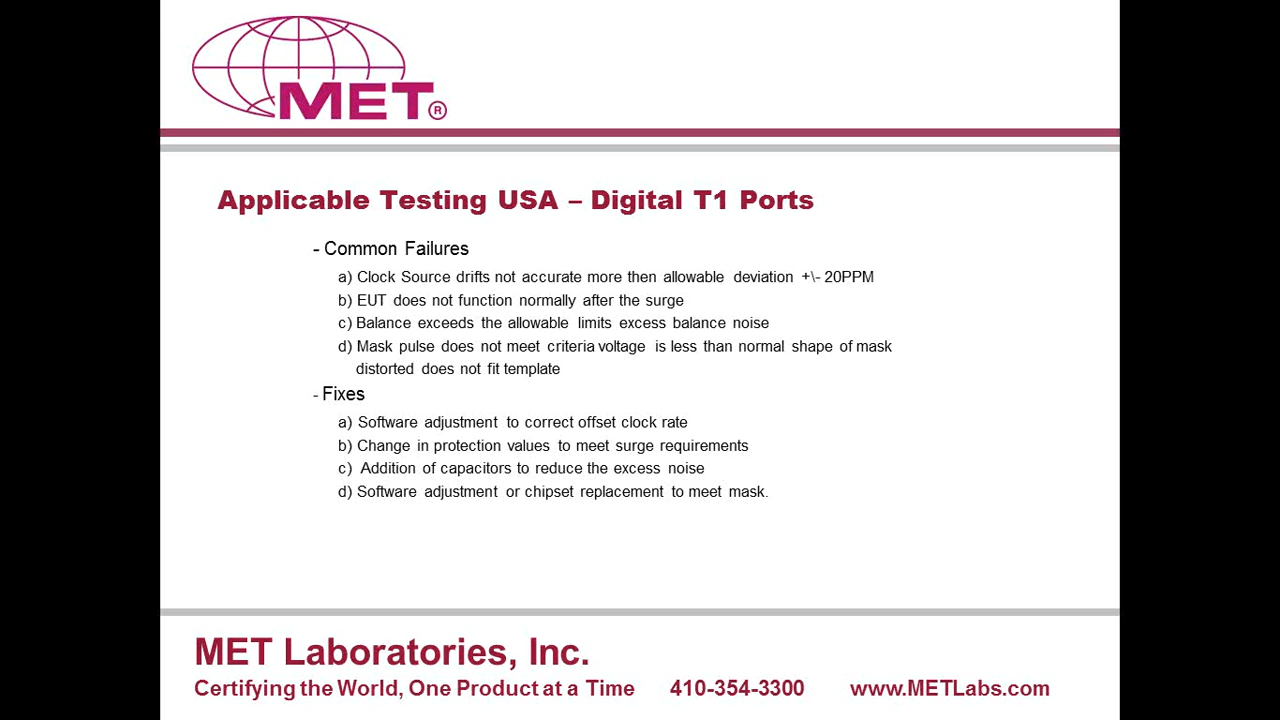 MET®
Applicable Testing USA – Digital T1 Ports
- Common Failures
a) Clock Source drifts not accurate more then allowable deviation +\- 20PPM
b) EUT does not function normally after the surge
c) Balance exceeds the allowable limits excess balance noise
d) Mask pulse does not meet criteria voltage is less than normal shape of mask
distorted does not fit template
- Fixes
a) Software adjustment to correct offset clock rate
b) Change in protection values to meet surge requirements
c) Addition of capacitors to reduce the excess noise
d) Software adjustment or chipset replacement to meet mask.
MET Laboratories, Inc.
Certifying the World, One Product at a Time 410-354-3300 www.METLabs.com